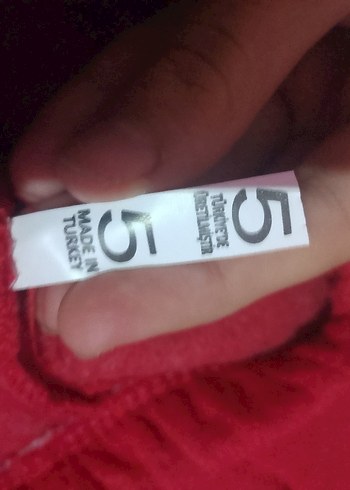 5
TÜRKİYE'DE
ÜRETİLMİŞTİR
5
MADE IN
TURKEY